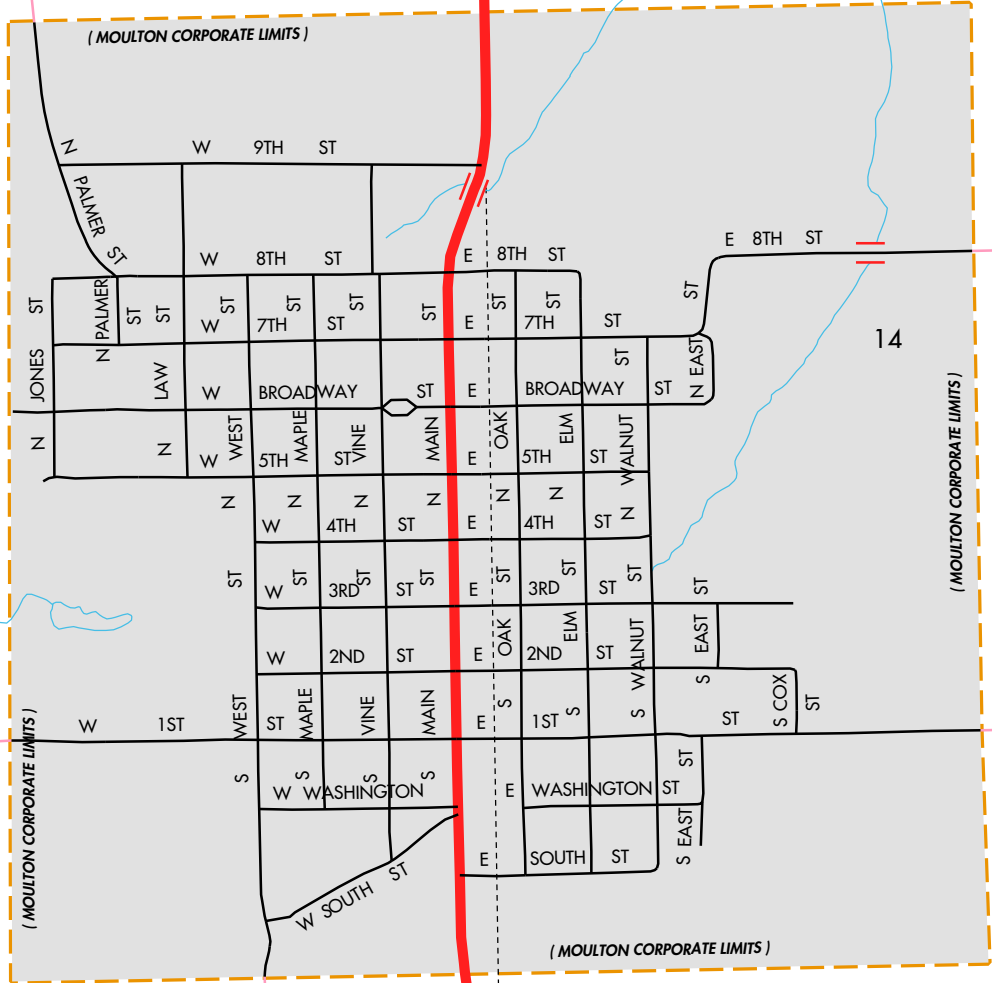 ( MOULTON CORPORATE LIMITS )
N PALMER ST
W 9TH ST
W 8TH ST
E 8TH ST
E 8TH ST
N JONES ST
N PALMER ST
N LAW ST
N WEST ST
N MAPLE ST
N VINE ST
N MAIN ST
N OAK ST
N ELM ST
N WALNUT ST
N EAST ST
W 7TH ST
E 7TH ST
14
W BROADWAY ST
E BROADWAY ST
W 5TH ST
E 5TH ST
( MOULTON CORPORATE LIMITS )
W 4TH ST
E 4TH ST
W 3RD ST
E 3RD ST
W 2ND ST
E 2ND ST
S WEST ST
S MAPLE ST
S VINE ST
S MAIN ST
S OAK ST
S ELM ST
S WALNUT ST
S EAST ST
S COX ST
W 1ST ST
E 1ST ST
( MOULTON CORPORATE LIMITS )
W WASHINGTON
E WASHINGTON ST
S EAST ST
W SOUTH ST
E SOUTH ST
( MOULTON CORPORATE LIMITS )